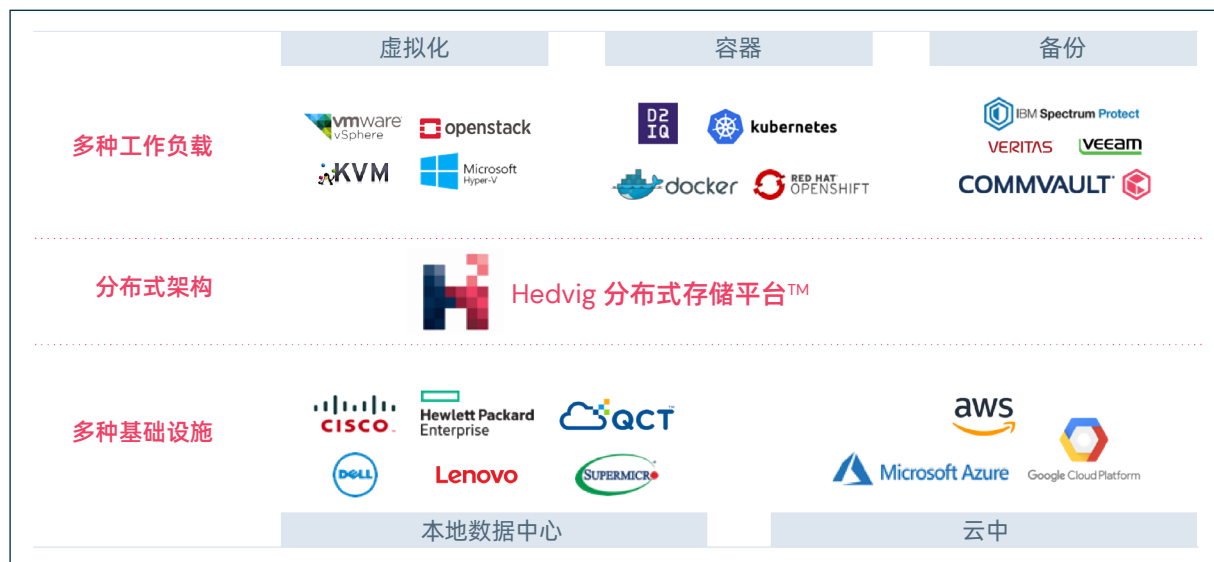 虚拟化
容器
备份
多种工作负载
vmware
vSphere
openstack
KVM
Microsoft
Hyper-V
D2
IQ
kubernetes
docker
RED HAT
OPENSHIFT
IBM Spectrum Protect
VERITAS
veeam
COMMVAULT
分布式架构
Hedvig 分布式存储平台™
多种基础设施
CISCO
Hewlett Packard
Enterprise
QCT
DELL
Lenovo
SUPERMICRO
aws
Microsoft Azure
Google Cloud Platform
本地数据中心
云中